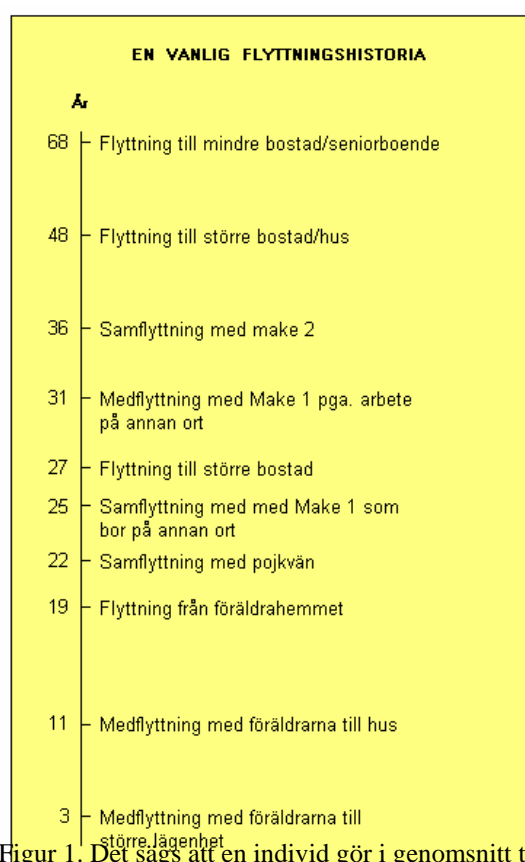 EN VANLIG FLYTTNINGSHISTORIA
År
68 Flyttning till mindre bostad/seniorboende
48 Flyttning till större bostad/hus
36 Samflyttning med make 2
31 Medflyttning med Make 1 pga. arbete
på annan ort
27 Flyttning till större bostad
25 Samflyttning med med Make 1 som
bor på annan ort
22 Samflyttning med pojkvän
19 Flyttning från föräldrahemmet
11 Medflyttning med föräldrarna till hus
3 Medflyttning med föräldrarna till
större lägenhet
Figur 1. Det sägs att en individ gör i genomsnitt